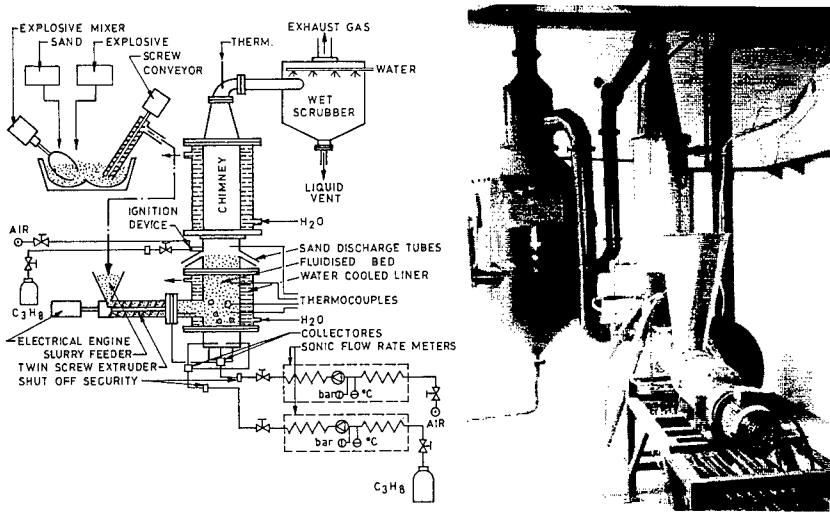 EXPLOSIVE MIXER
SAND
EXPLOSIVE
SCREW
CONVEYOR
THERM.
EXHAUST GAS
WATER
WET
SCRUBBER
LIQUID
VENT
CHIMNEY
IGNITION
DEVICE
H2O
AIR
C3H8
SAND DISCHARGE TUBES
FLUIDISED BED
WATER COOLED LINER
THERMOCOUPLES
H2O
ELECTRICAL ENGINE
SLURRY FEEDER
TWIN SCREW EXTRUDER
SHUT OFF SECURITY
COLLECTORES
SONIC FLOW RATE METERS
bar °C
AIR
bar °C
C3H8